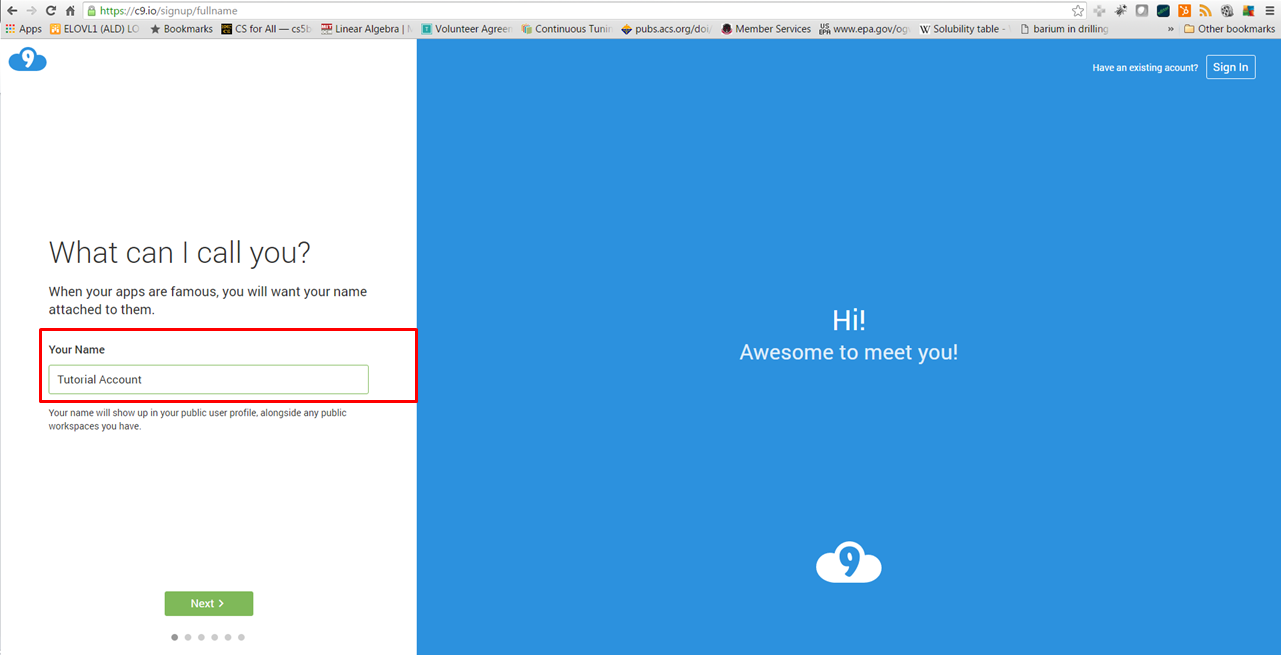 https://c9.io/signup/fullname
Apps ELOVL1 (ALD) LO Bookmarks CS for All — cs5b Linear Algebra | Volunteer Agreer Continuous Tunin pubs.acs.org/doi/ Member Services www.epa.gov/og Solubility table - barium in drilling » Other bookmarks
9
Have an existing acount? Sign In
What can I call you?
When your apps are famous, you will want your name
attached to them.
Your Name
Tutorial Account
Your name will show up in your public user profile, alongside any public
workspaces you have.
Next >
Hi!
Awesome to meet you!
9